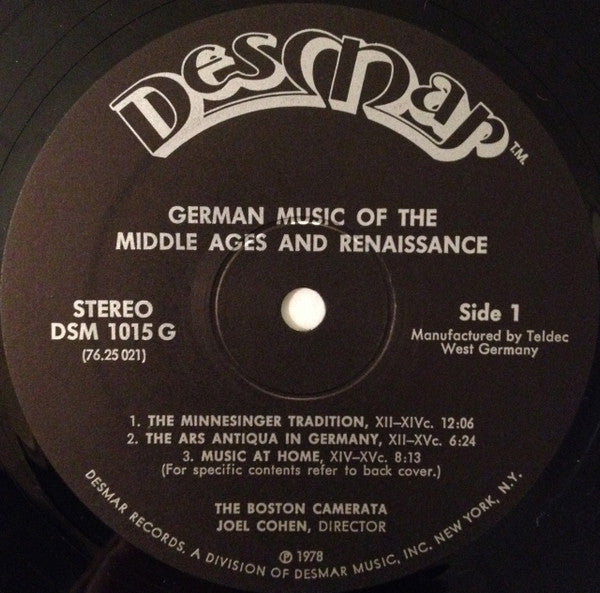 Desmar™
GERMAN MUSIC OF THE
MIDDLE AGES AND RENAISSANCE
STEREO
DSM 1015 G
(76.25 021)
Side 1
Manufactured by Teldec
West Germany
1. THE MINNESINGER TRADITION, XII–XIVc. 12:06
2. THE ARS ANTIQUA IN GERMANY, XII–XVc. 6:24
3. MUSIC AT HOME, XIV–XVc. 8:13
(For specific contents refer to back cover.)
THE BOSTON CAMERATA
JOEL COHEN, DIRECTOR
℗ 1978
DESMAR RECORDS. A DIVISION OF DESMAR MUSIC, INC. NEW YORK, N.Y.